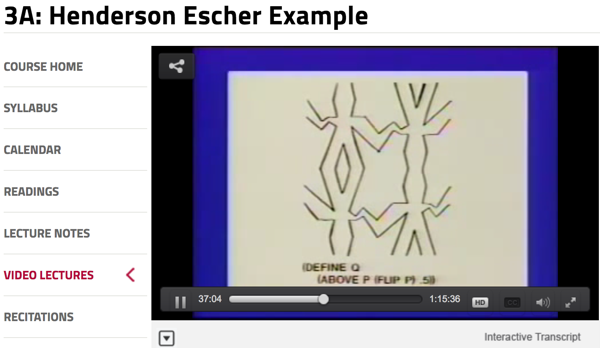 3A: Henderson Escher Example
COURSE HOME
SYLLABUS
CALENDAR
READINGS
LECTURE NOTES
VIDEO LECTURES
RECITATIONS
(DEFINE Q
(ABOVE P (FLIP P) .5))
37:04
1:15:36
HD
CC
Interactive Transcript